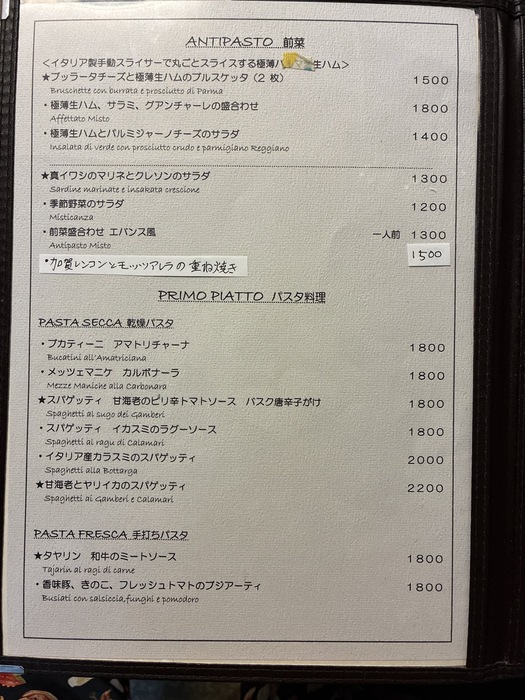 ANTIPASTO 前菜
<イタリア製手動スライサーで丸ごとスライスする極薄 生ハム>
★ブッラータチーズと極薄生ハムのブルスケッタ（2 枚） 1500
Bruschette con burrata e prosciutto di Parma
・極薄生ハム、サラミ、グアンチャーレの盛合わせ 1800
Affettato Misto
・極薄生ハムとパルミジャーノチーズのサラダ 1400
Insalata di verde con prosciutto crudo e parmigiano Reggiano
★真イワシのマリネとクレソンのサラダ 1300
Sardine marinate e insakata crescione
・季節野菜のサラダ 1200
Misticanza
・前菜盛合わせ エバンス風 一人前 1300
Antipasto Misto
・加賀レンコンとモッツアレラの重ね焼き 1500
PRIMO PIATTO パスタ料理
PASTA SECCA 乾燥パスタ
・ブカティーニ アマトリチャーナ 1800
Bucatini all'Amatriciana
・メッツェマニケ カルボナーラ 1800
Mezze Maniche alla Carbonara
★スパゲッティ 甘海老のピリ辛トマトソース バスク唐辛子がけ 1800
Spaghetti al sugo dei Gamberi
・スパゲッティ イカスミのラグーソース 1800
Spaghetti al ragu di Calamari
・イタリア産カラスミのスパゲッティ 2000
Spaghetti alla Bottarga
★甘海老とヤリイカのスパゲッティ 2200
Spaghetti ai Gamberi e Calamari
PASTA FRESCA 手打ちパスタ
★タヤリン 和牛のミートソース 1800
Tajarin al ragi di carne
・香味豚、きのこ、フレッシュトマトのブジアーティ 1800
Busiati con salsiccia,funghi e pomodoro